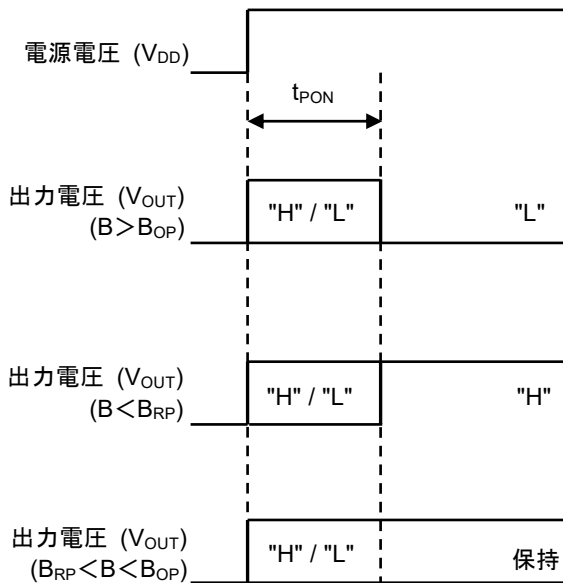 電源電圧 (VDD)
tPON
出力電圧 (VOUT)
(B＞BOP)
"H" / "L"
"L"
出力電圧 (VOUT)
(B＜BRP)
"H" / "L"
"H"
出力電圧 (VOUT)
(BRP＜B＜BOP)
"H" / "L"
保持